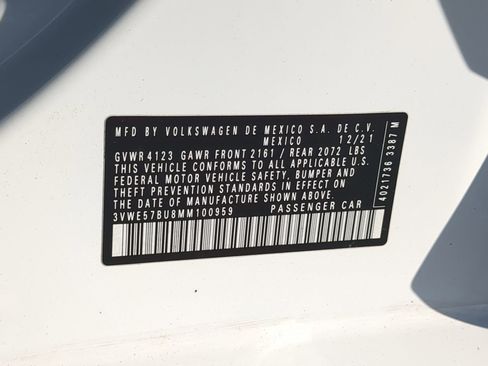 MFD BY VOLKSWAGEN DE MEXICO S.A. DE C.V.
MEXICO 12/21
GVWR 4123 GAWR FRONT 2161 / REAR 2072 LBS
THIS VEHICLE CONFORMS TO ALL APPLICABLE U.S.
FEDERAL MOTOR VEHICLE SAFETY, BUMPER AND
THEFT PREVENTION STANDARDS IN EFFECT ON
THE DATE OF MANUFACTURE SHOWN ABOVE.
3VWE57BU8MM100959 PASSENGER CAR
4021736 3387 M